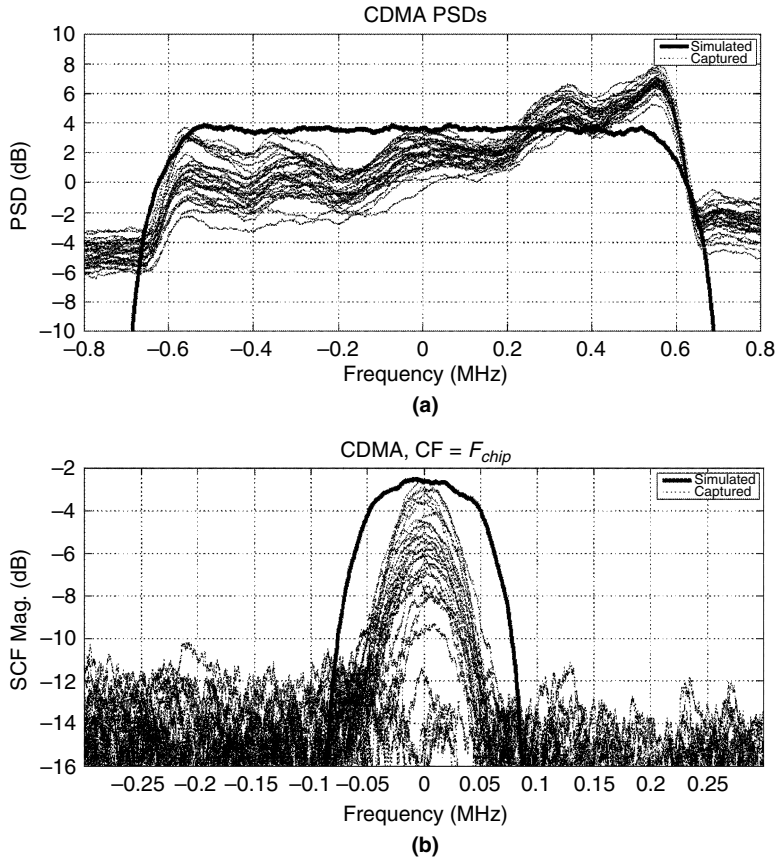 CDMA PSDs
10
8
6
4
2
0
−2
−4
−6
−8
−10
PSD (dB)
Simulated
Captured
−0.8 −0.6 −0.4 −0.2 0 0.2 0.4 0.6 0.8
Frequency (MHz)
(a)
CDMA, CF = F_chip
−2
−4
−6
−8
−10
−12
−14
−16
SCF Mag. (dB)
Simulated
Captured
−0.25 −0.2 −0.15 −0.1 −0.05 0 0.05 0.1 0.15 0.2 0.25
Frequency (MHz)
(b)